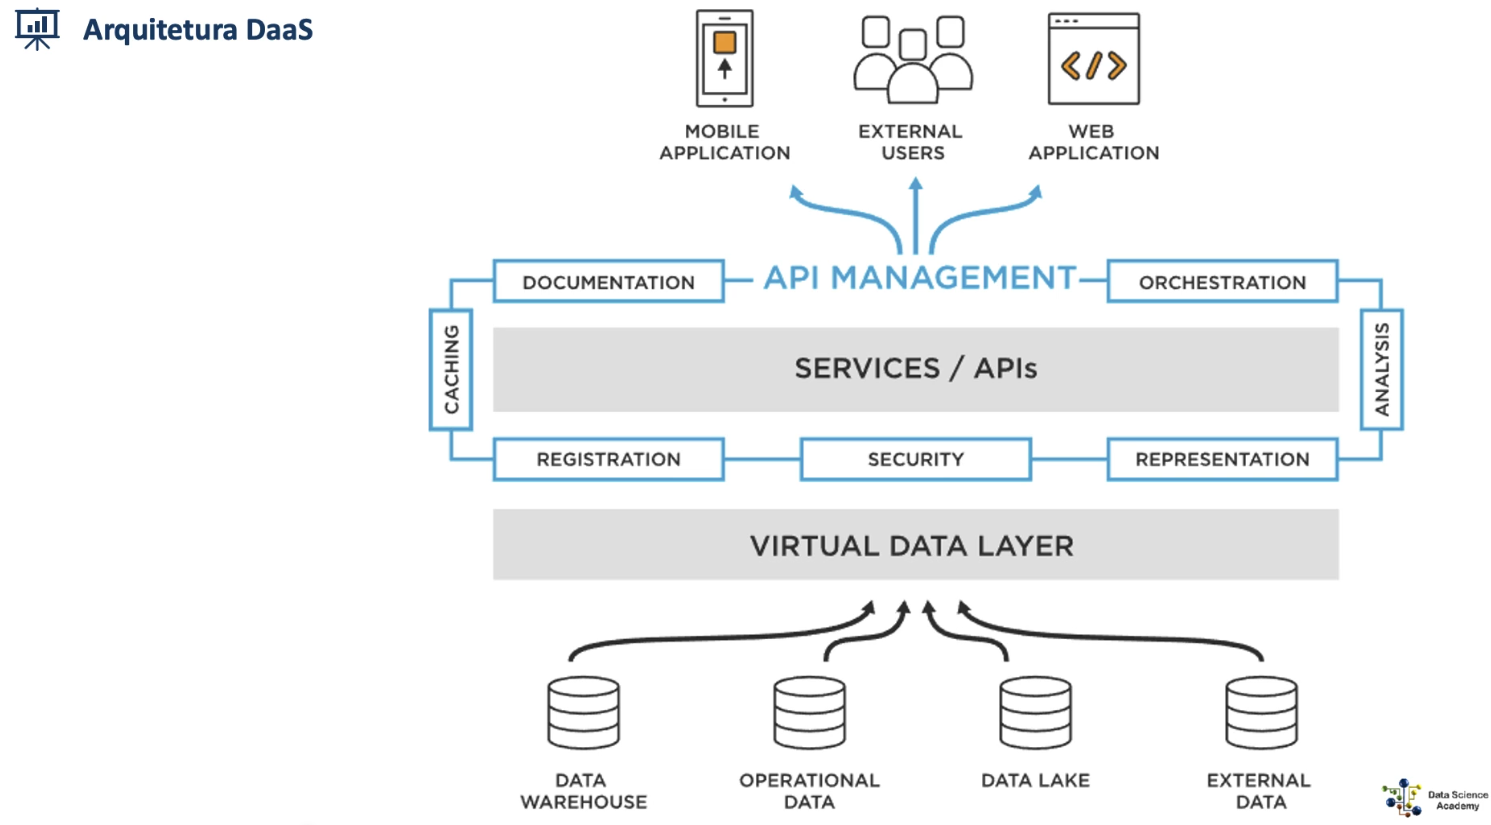 Arquitetura DaaS
MOBILE
APPLICATION
EXTERNAL
USERS
WEB
APPLICATION
DOCUMENTATION
API MANAGEMENT
ORCHESTRATION
CACHING
SERVICES / APIs
ANALYSIS
REGISTRATION
SECURITY
REPRESENTATION
VIRTUAL DATA LAYER
DATA
WAREHOUSE
OPERATIONAL
DATA
DATA LAKE
EXTERNAL
DATA
Data Science
Academy